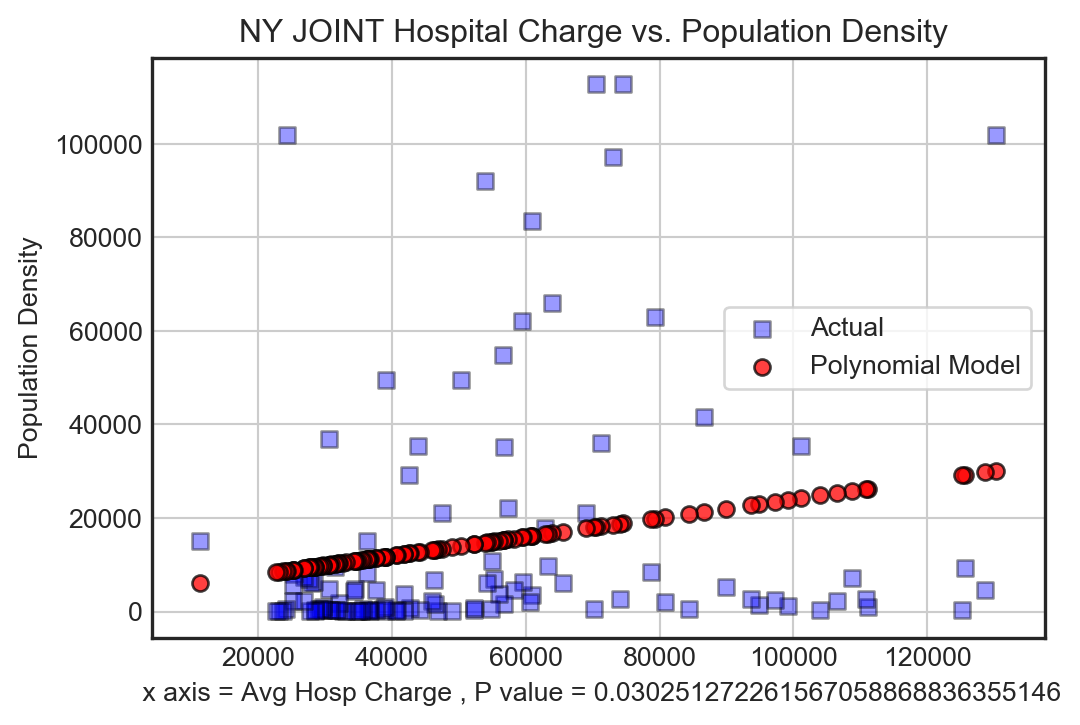 NY JOINT Hospital Charge vs. Population Density
100000
80000
60000
40000
20000
0
Population Density
Actual
Polynomial Model
20000 40000 60000 80000 100000 120000
x axis = Avg Hosp Charge , P value = 0.030251272261567058868836355146